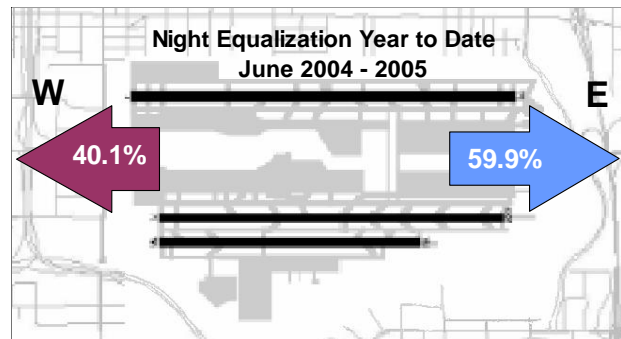 Night Equalization Year to Date
June 2004 - 2005
W
E
40.1%
59.9%